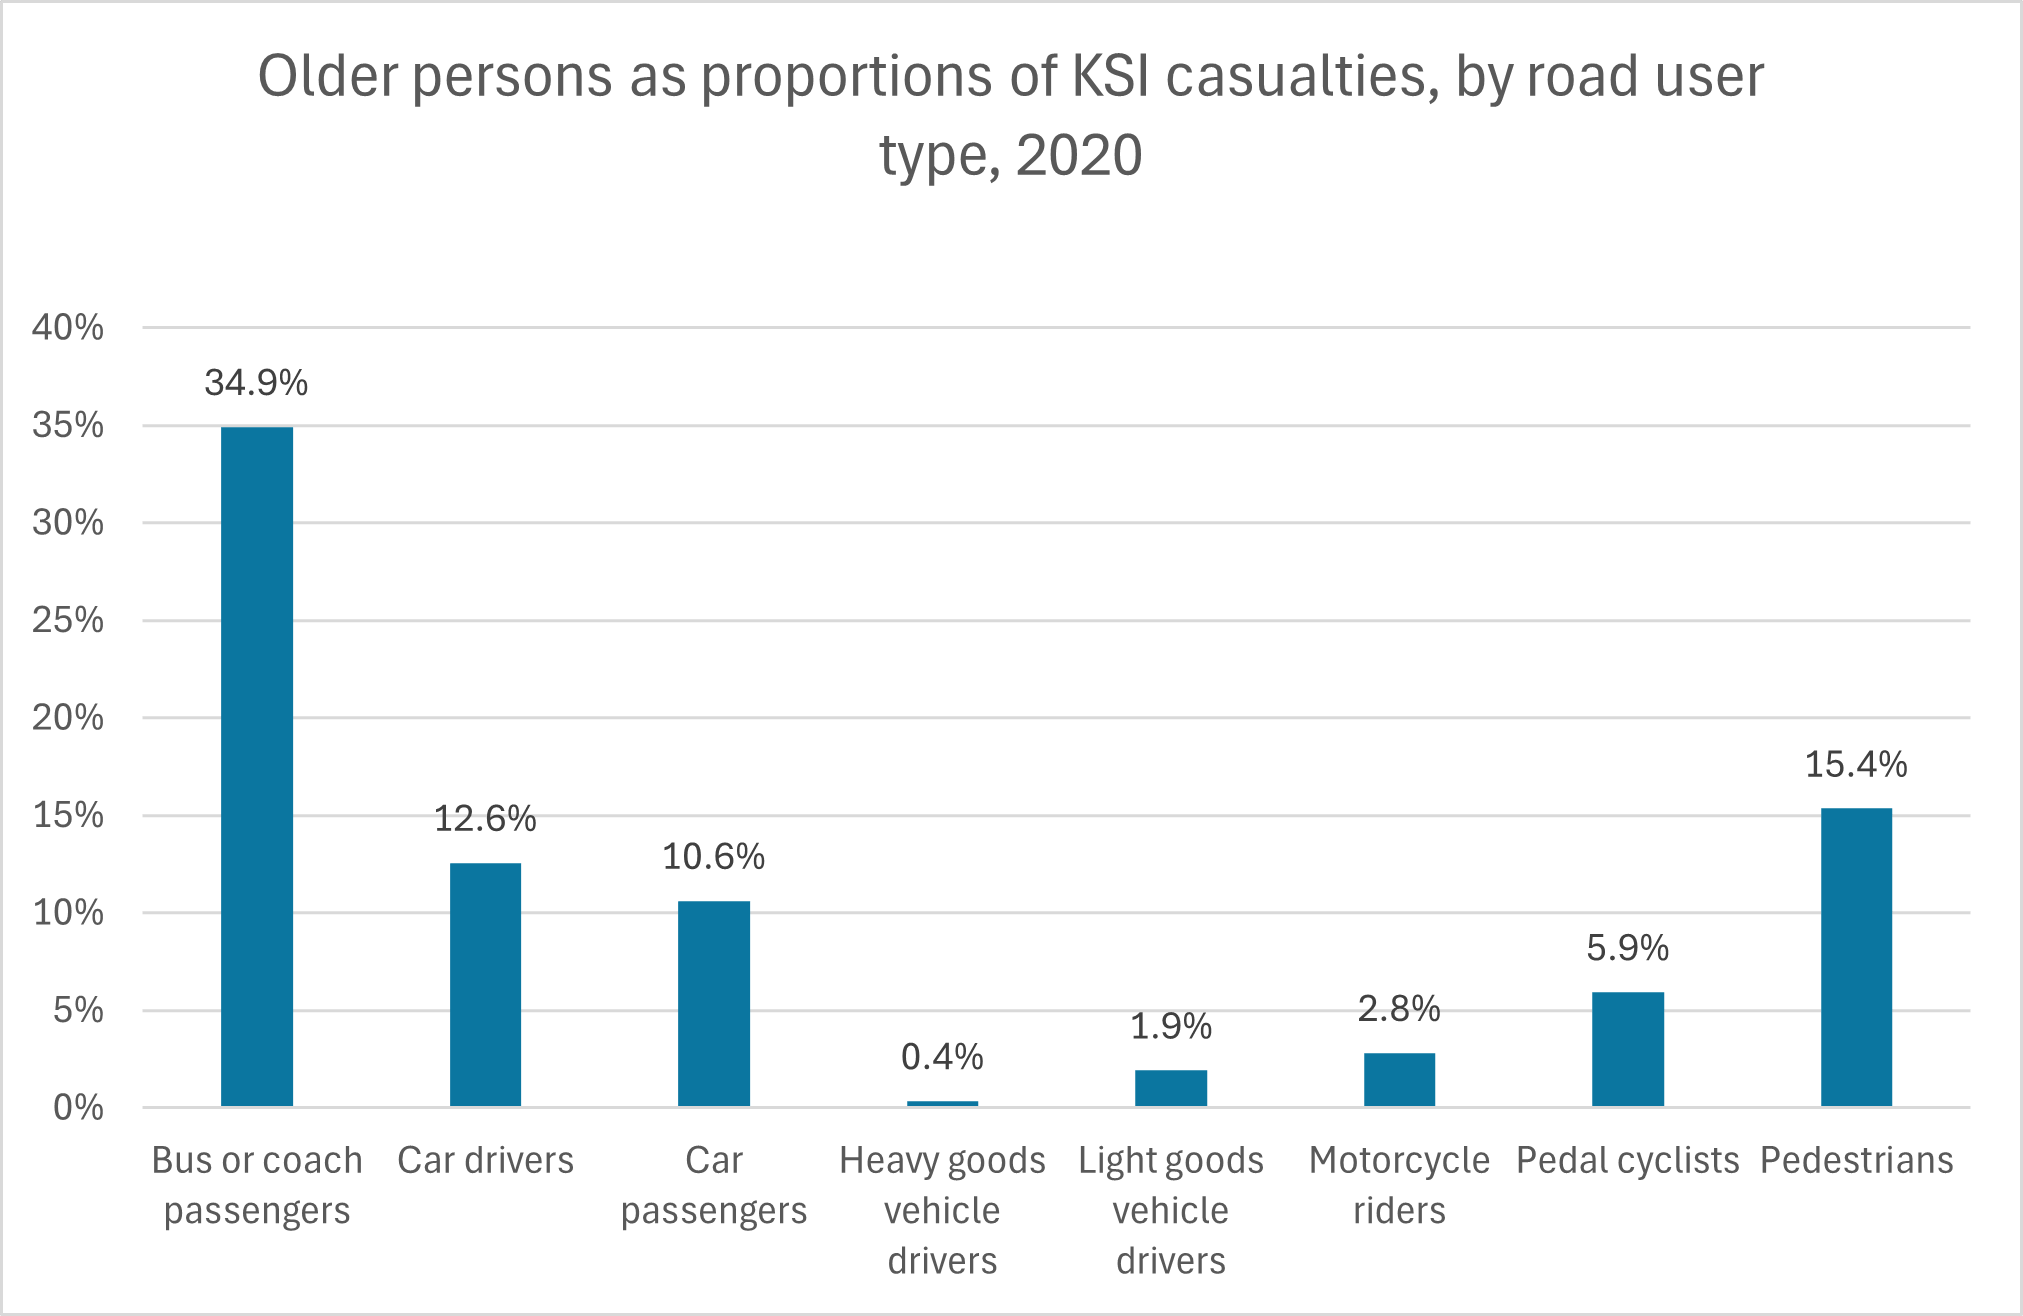 Older persons as proportions of KSI casualties, by road user
type, 2020
40%
35%
30%
25%
20%
15%
10%
5%
0%
34.9%
12.6%
10.6%
0.4%
1.9%
2.8%
5.9%
15.4%
Bus or coach
passengers
Car drivers
Car
passengers
Heavy goods
vehicle
drivers
Light goods
vehicle
drivers
Motorcycle
riders
Pedal cyclists
Pedestrians